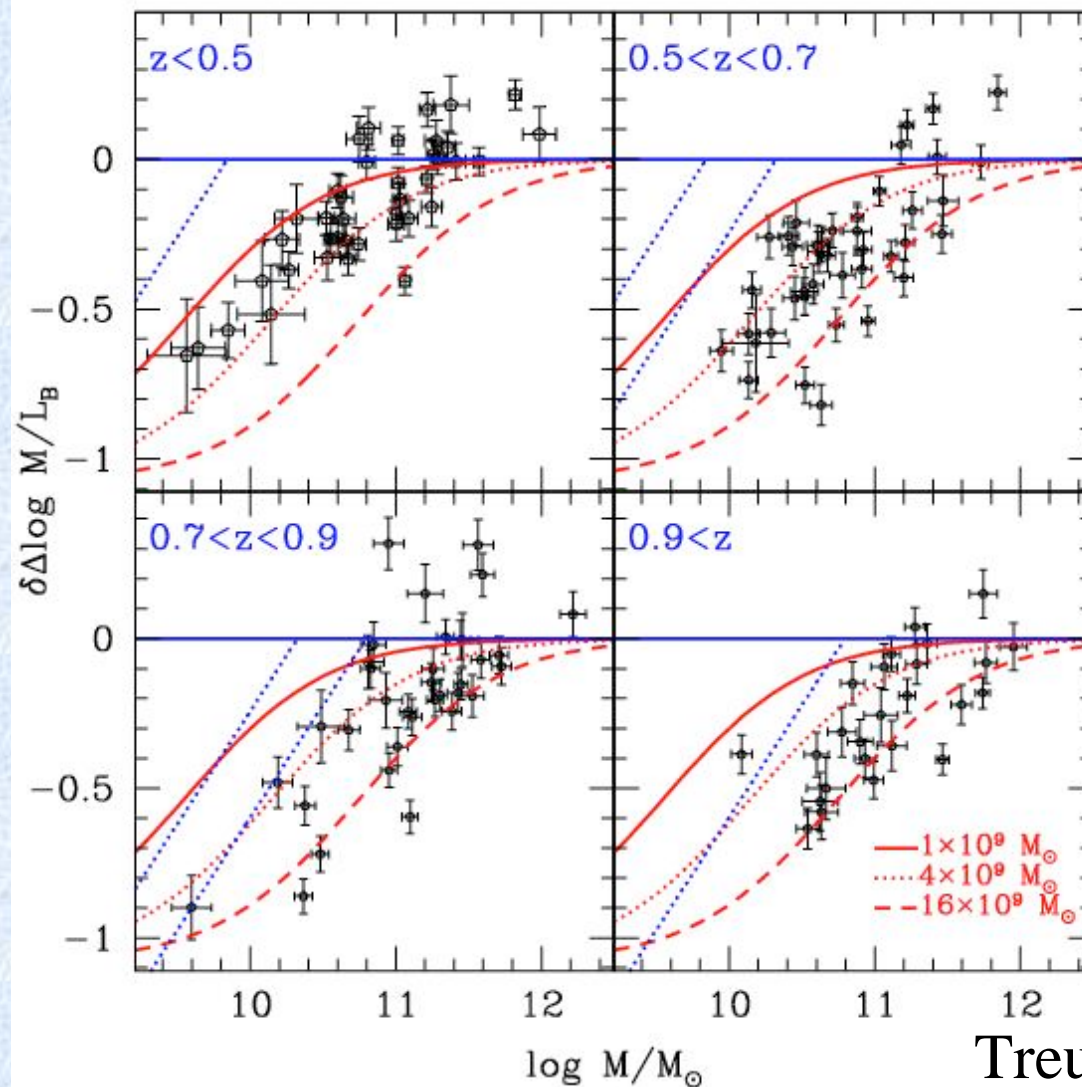 z<0.5
0.5<z<0.7
0
-0.5
-1
δΔlog M/L_B
0.7<z<0.9
0.9<z
0
-0.5
-1
1×10⁹ M☉
4×10⁹ M☉
16×10⁹ M☉
10 11 12 10 11 12
log M/M☉
Treu